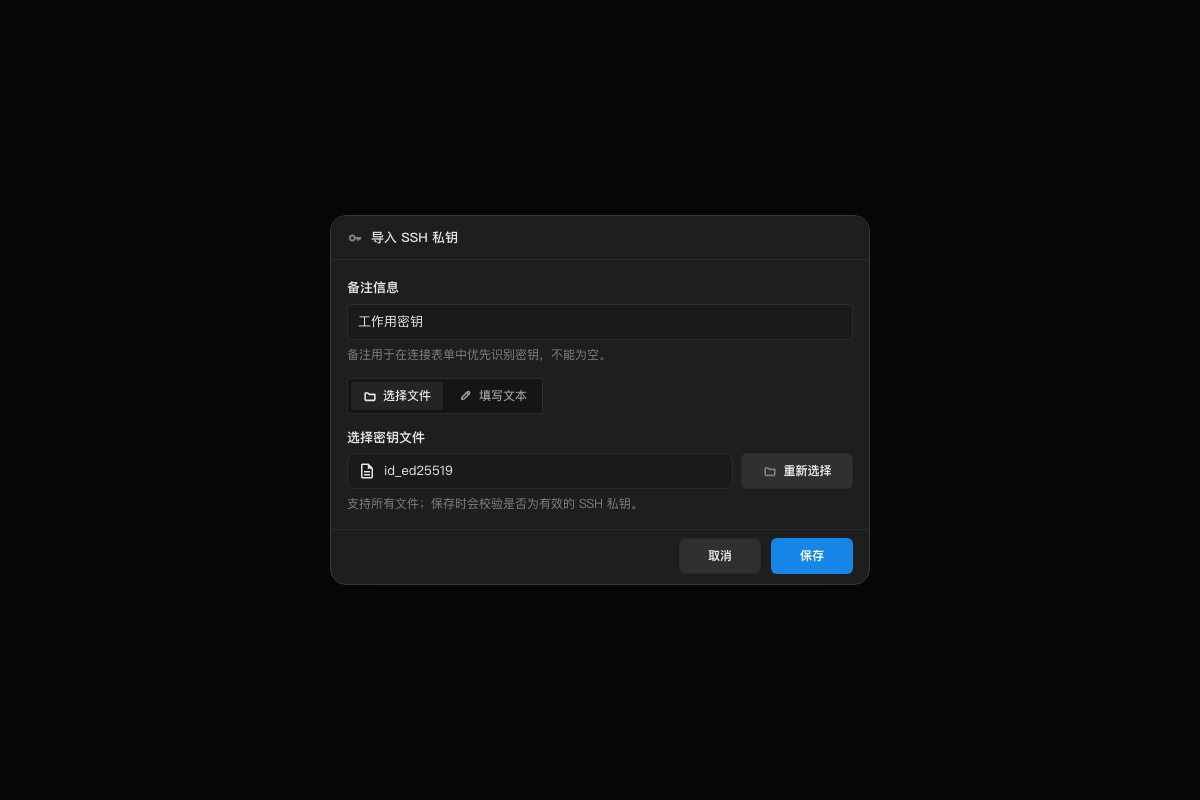 导入 SSH 私钥
备注信息
工作用密钥
备注用于在连接表单中优先识别密钥，不能为空。
选择文件 填写文本
选择密钥文件
id_ed25519 重新选择
支持所有文件；保存时会校验是否为有效的 SSH 私钥。
取消 保存